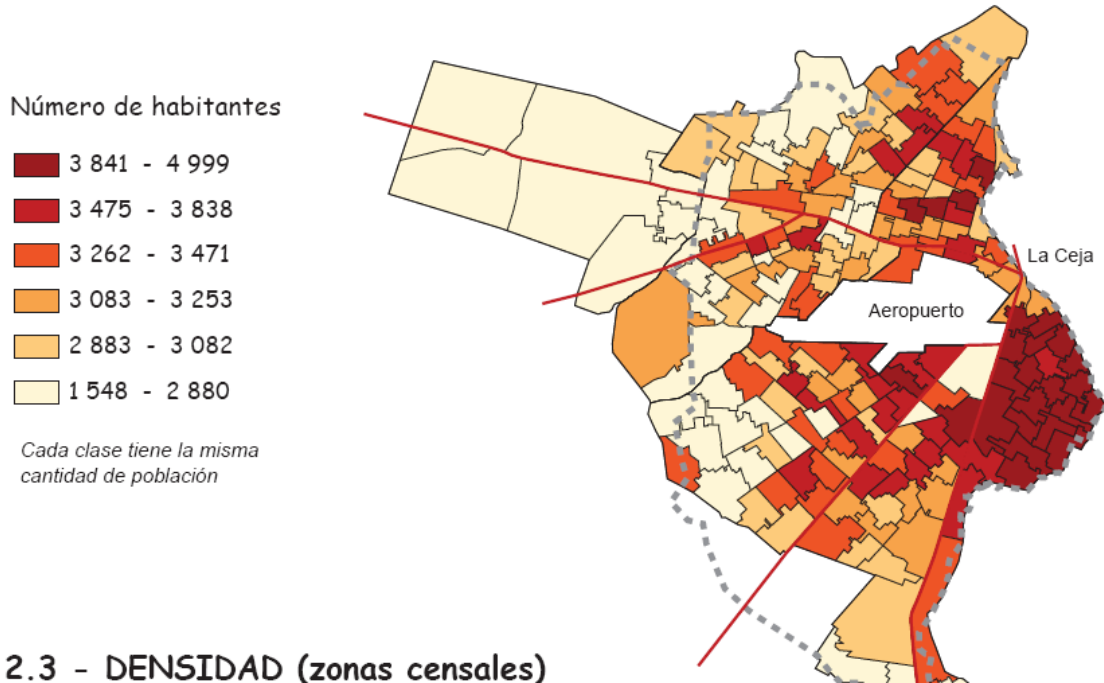 Número de habitantes
3 841 - 4 999
3 475 - 3 838
3 262 - 3 471
3 083 - 3 253
2 883 - 3 082
1 548 - 2 880
Cada clase tiene la misma
cantidad de población
La Ceja
Aeropuerto
2.3 - DENSIDAD (zonas censales)